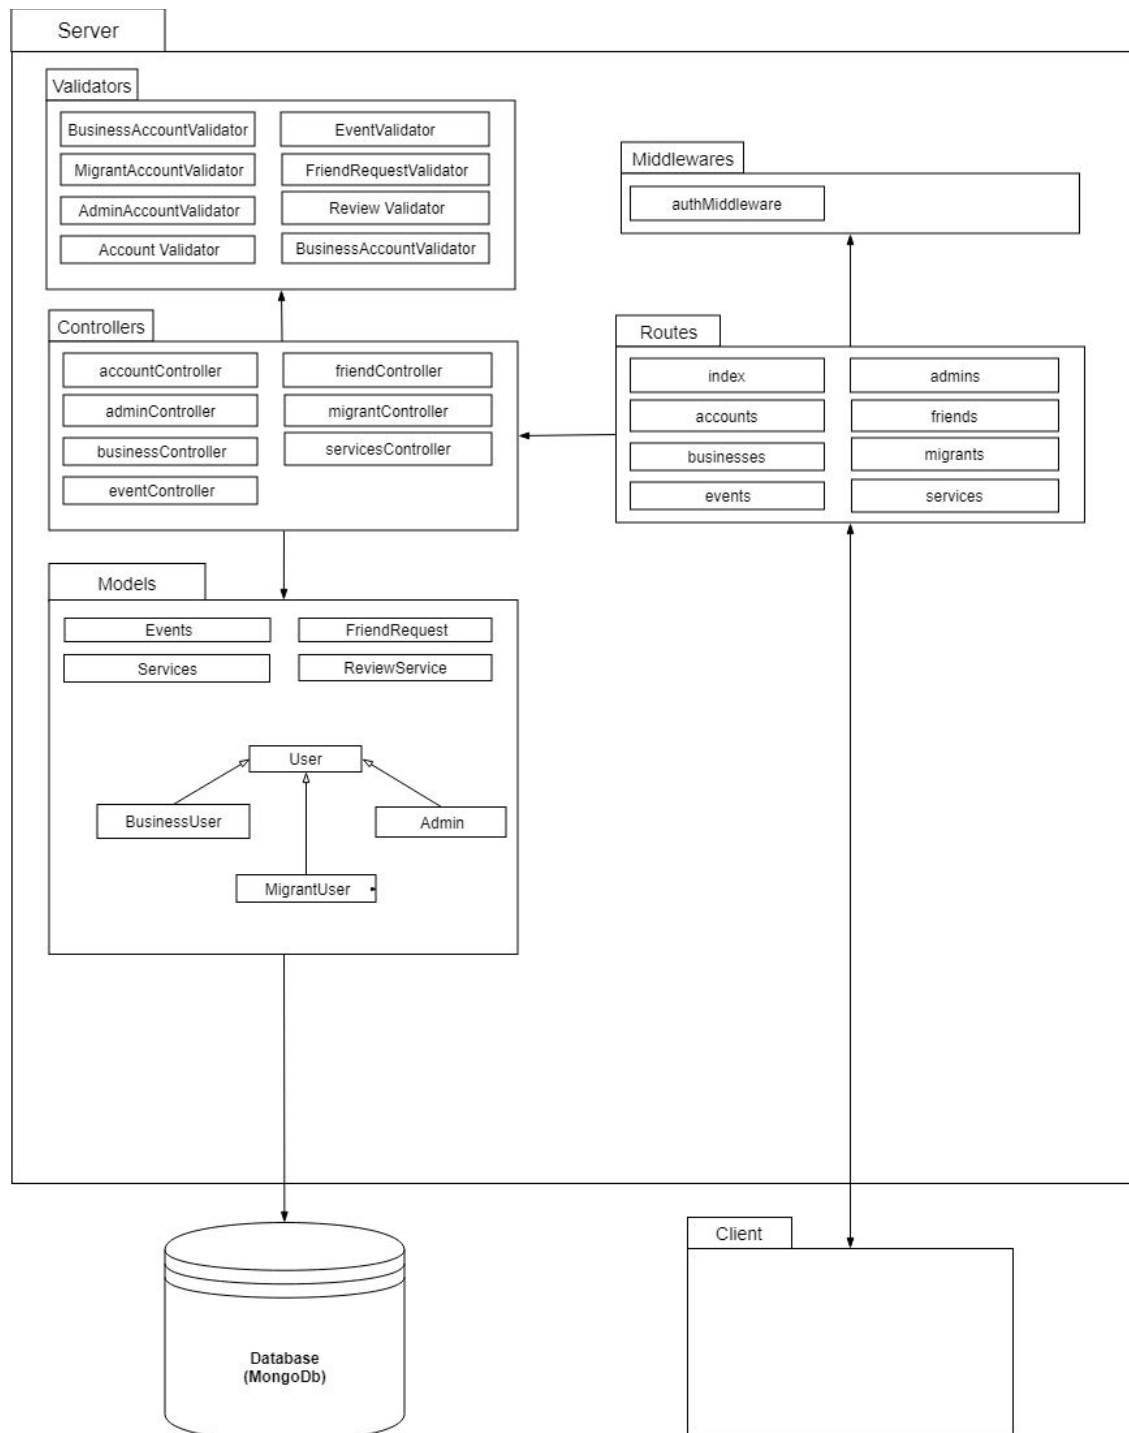 Server
Validators
BusinessAccountValidator
EventValidator
MigrantAccountValidator
FriendRequestValidator
AdminAccountValidator
Review Validator
Account Validator
BusinessAccountValidator
Middlewares
authMiddleware
Controllers
accountController
friendController
adminController
migrantController
businessController
servicesController
eventController
Routes
index
admins
accounts
friends
businesses
migrants
events
services
Models
Events
FriendRequest
Services
ReviewService
User
BusinessUser
Admin
MigrantUser
Database
(MongoDb)
Client